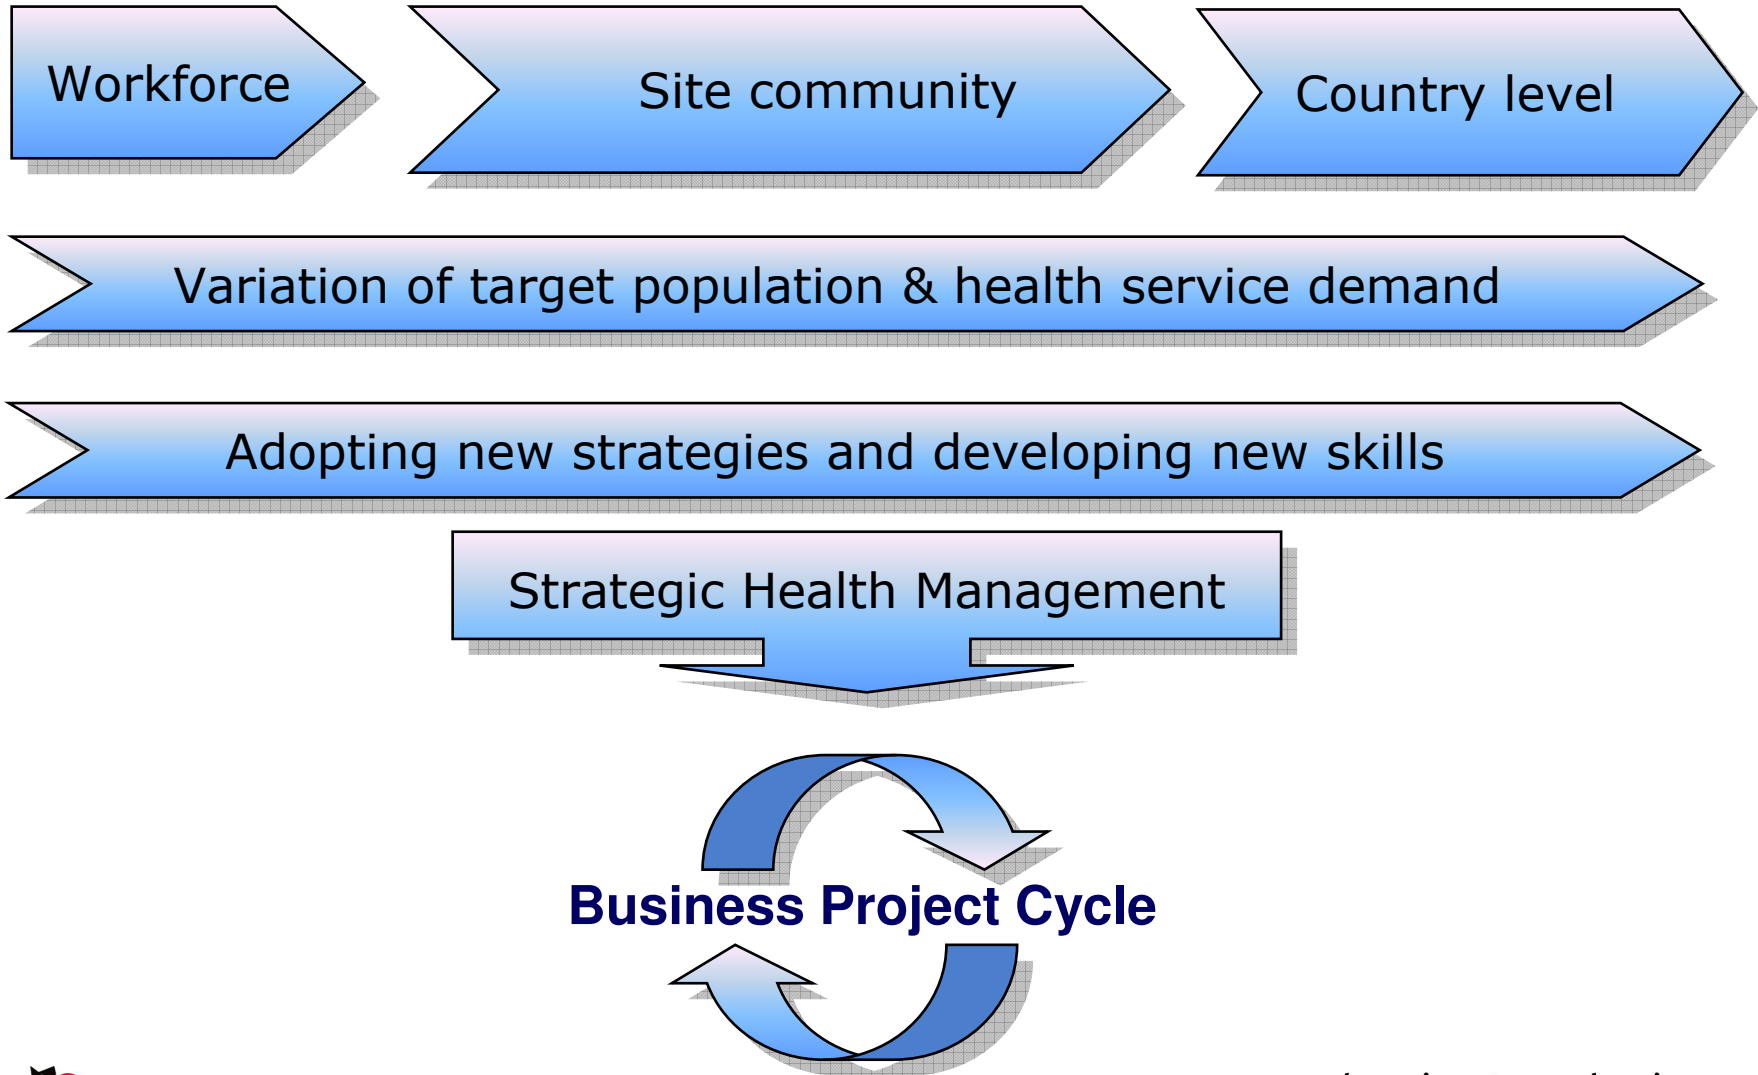 Workforce
Site community
Country level
Variation of target population & health service demand
Adopting new strategies and developing new skills
Strategic Health Management
Business Project Cycle